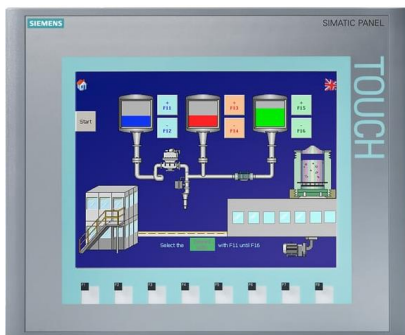 SIEMENS
SIMATIC PANEL
TOUCH
Start
+
F11
-
F12
+
F13
-
F14
+
F15
-
F16
Select the
with F11 until F16